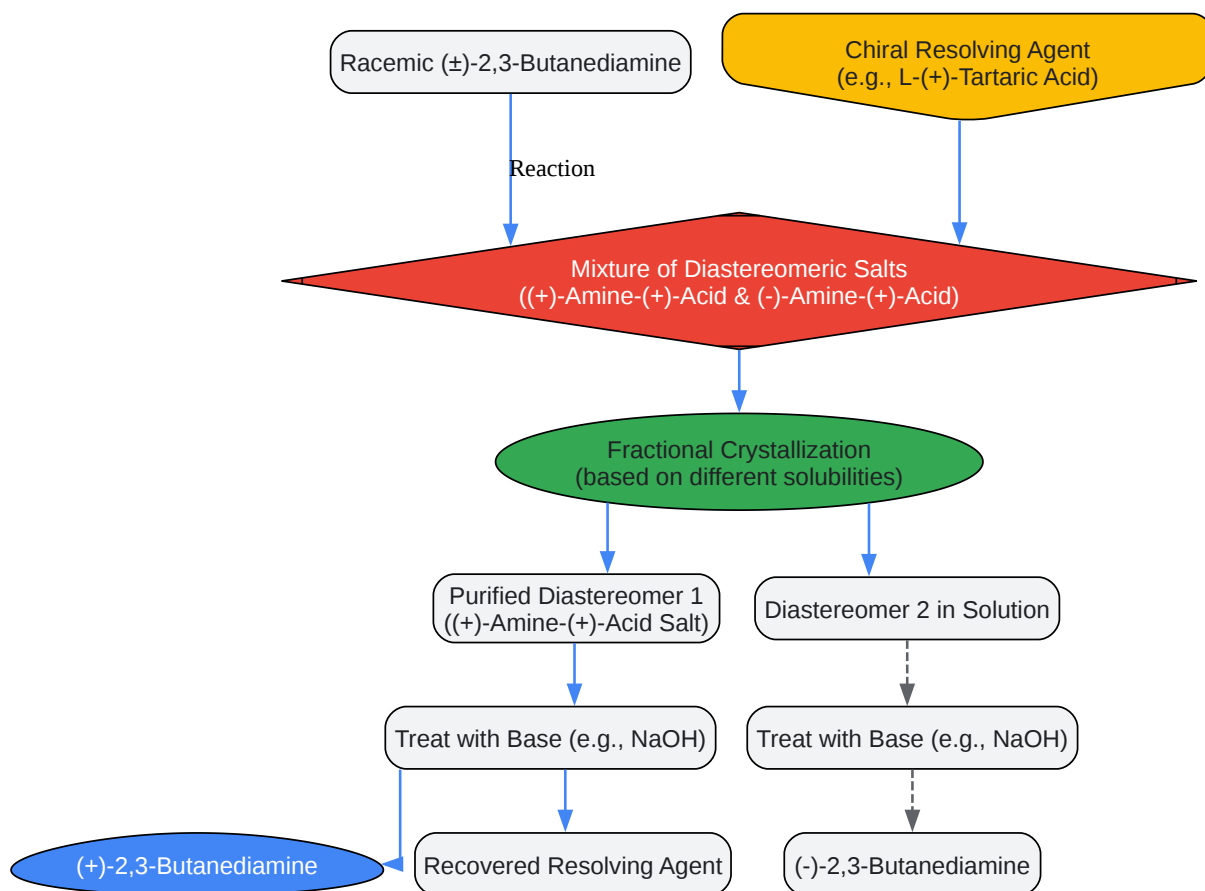 Racemic (±)-2,3-Butanediamine
Chiral Resolving Agent
(e.g., L-(+)-Tartaric Acid)
Reaction
Mixture of Diastereomeric Salts
((+)-Amine-(+)-Acid & (-)-Amine-(+)-Acid)
Fractional Crystallization
(based on different solubilities)
Purified Diastereomer 1
((+)-Amine-(+)-Acid Salt)
Diastereomer 2 in Solution
Treat with Base (e.g., NaOH)
Treat with Base (e.g., NaOH)
(+)-2,3-Butanediamine
Recovered Resolving Agent
(-)-2,3-Butanediamine